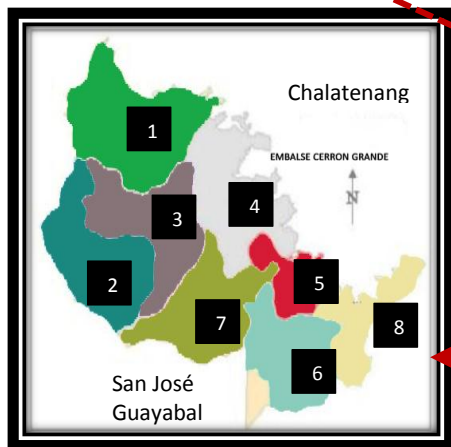 Chalatenang
EMBALSE CERRON GRANDE
N
1
3
4
2
5
7
8
6
San José
Guayabal